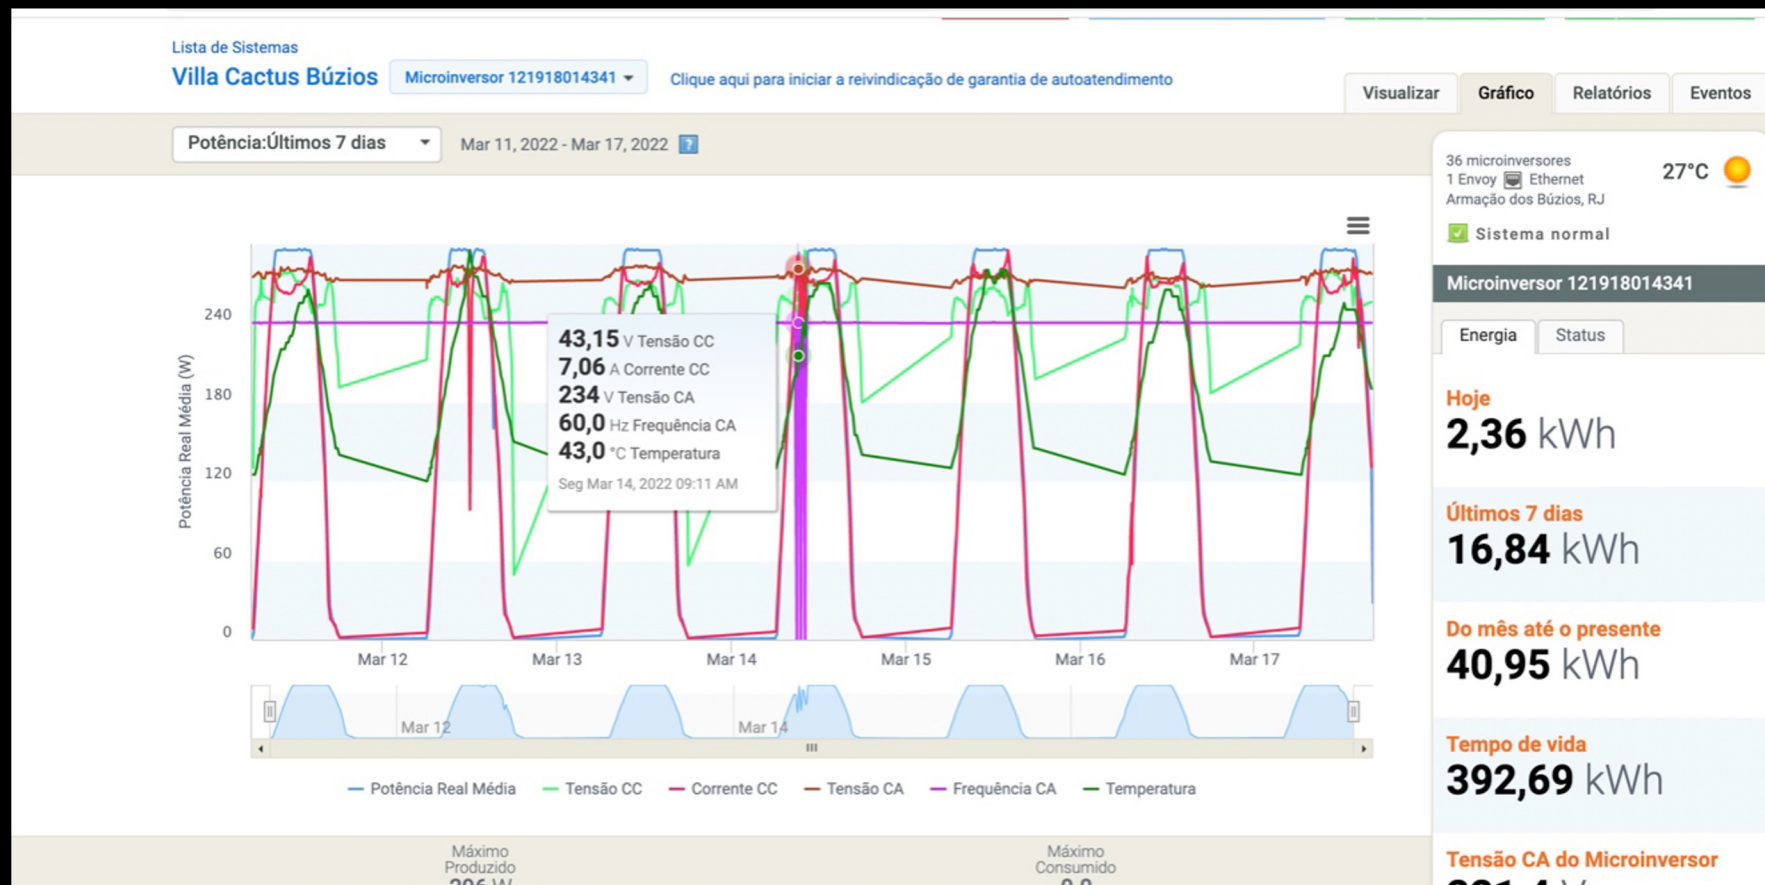 Lista de Sistemas
Villa Cactus Búzios
Microinversor 121918014341
Clique aqui para iniciar a reivindicação de garantia de autoatendimento
Visualizar
Gráfico
Relatórios
Eventos
Potência:Últimos 7 dias
Mar 11, 2022 - Mar 17, 2022
?
36 microinversores
1 Envoy Ethernet
Armação dos Búzios, RJ
27°C
Sistema normal
Microinversor 121918014341
Energia
Status
Hoje
2,36 kWh
Últimos 7 dias
16,84 kWh
Do mês até o presente
40,95 kWh
Tempo de vida
392,69 kWh
Tensão CA do Microinversor
Potência Real Média (W)
240
180
120
60
0
43,15 V Tensão CC
7,06 A Corrente CC
234 V Tensão CA
60,0 Hz Frequência CA
43,0 °C Temperatura
Seg Mar 14, 2022 09:11 AM
Mar 12
Mar 13
Mar 14
Mar 15
Mar 16
Mar 17
Mar 12
Mar 14
Potência Real Média
Tensão CC
Corrente CC
Tensão CA
Frequência CA
Temperatura
Máximo
Produzido
Máximo
Consumido